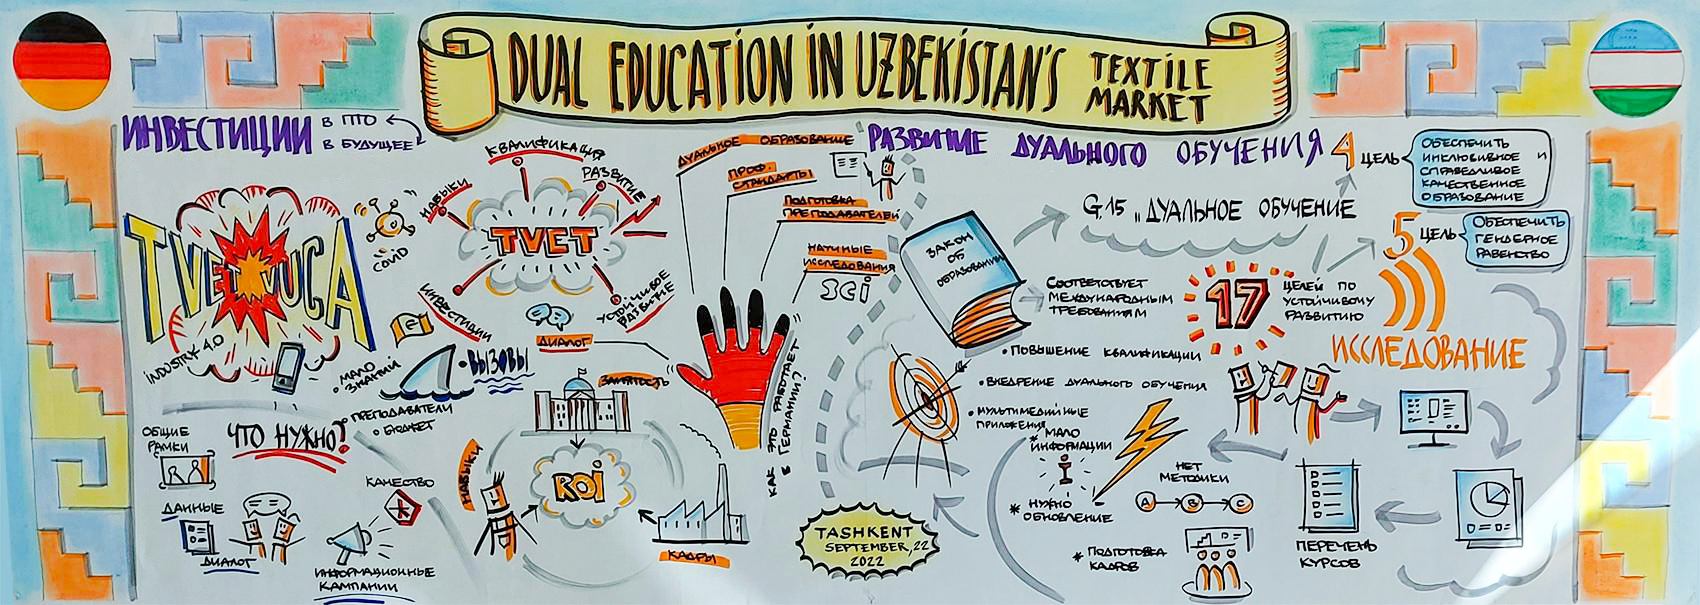 DUAL EDUCATION IN UZBEKISTAN'S
TEXTILE
MARKET
ИНВЕСТИЦИИ
В ПТО
В БУДУЩЕЕ
TVET VUCA
COVID
INDUSTRY 4.0
КВАЛИФИКАЦИЯ
НАВЫКИ
РАЗВИТИЕ
TVET
ИНВЕСТИЦИИ
УСТОЙЧИВОЕ
РАЗВИТИЕ
ДИАЛОГ
• МАЛО
ЗНАНИЙ
• ВЫЗОВЫ
• ПРЕПОДАВАТЕЛИ
• БЮДЖЕТ
ЧТО НУЖНО?
ОБЩИЕ
РАМКИ
ДАННЫЕ
ДИАЛОГ
КАЧЕСТВО
ИНФОРМАЦИОННЫЕ
КАМПАНИИ
ДУАЛЬНОЕ ОБРАЗОВАНИЕ
ПРОФ.
СТАНДАРТЫ
ПОДГОТОВКА
ПРЕПОДАВАТЕЛЕЙ
НАУЧНЫЕ
ИССЛЕДОВАНИЯ
SCI
ЗАНЯТОСТЬ
КАК ЭТО РАБОТАЕТ
В ГЕРМАНИИ?
НАВЫКИ
ROI
КАДРЫ
TASHKENT
SEPTEMBER, 22
2022
РАЗВИТИЕ ДУАЛЬНОГО ОБУЧЕНИЯ
4 ЦЕЛЬ
ОБЕСПЕЧИТЬ
ИНКЛЮЗИВНОЕ И
СПРАВЕДЛИВОЕ
КАЧЕСТВЕННОЕ
ОБРАЗОВАНИЕ
G.15 „ДУАЛЬНОЕ ОБУЧЕНИЕ
5 ЦЕЛЬ
ОБЕСПЕЧИТЬ
ГЕНДЕРНОЕ
РАВЕНСТВО
ЗАКОН
ОБ
ОБРАЗОВАНИИ
СООТВЕТСТВУЕТ
МЕЖДУНАРОДНЫМ
ТРЕБОВАНИЯМ
17
ЦЕЛЕЙ ПО
УСТОЙЧИВОМУ
РАЗВИТИЮ
ИССЛЕДОВАНИЕ
• ПОВЫШЕНИЕ КВАЛИФИКАЦИИ
• ВНЕДРЕНИЕ ДУАЛЬНОГО ОБУЧЕНИЯ
• МУЛЬТИМЕДИЙНЫЕ
ПРИЛОЖЕНИЯ
* МАЛО
ИНФОРМАЦИИ
i
* НУЖНО
ОБНОВЛЕНИЕ
* ПОДГОТОВКА
КАДРОВ
НЕТ
МЕТОДИКИ
A B C
ПЕРЕЧЕНЬ
КУРСОВ